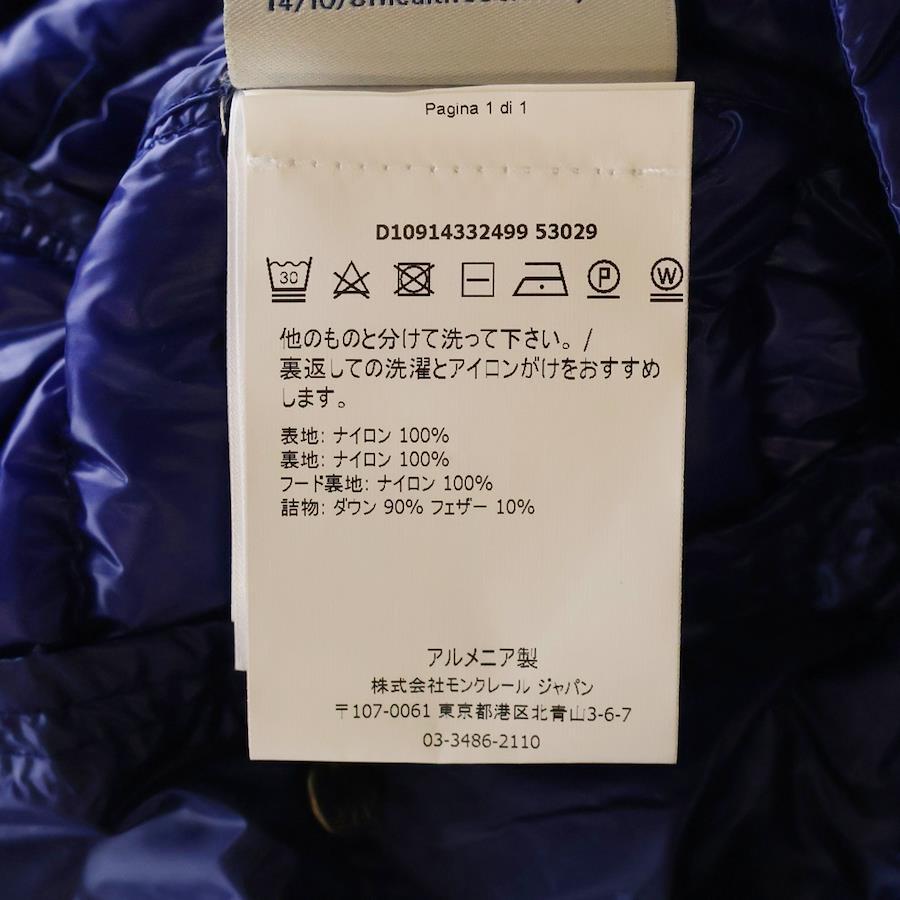 Pagina 1 di 1
D10914332499 53029
30 P W
他のものと分けて洗って下さい。/
裏返しての洗濯とアイロンがけをおすすめ
します。
表地: ナイロン 100%
裏地: ナイロン 100%
フード裏地: ナイロン 100%
詰物: ダウン 90% フェザー 10%
アルメニア製
株式会社モンクレール ジャパン
〒107-0061 東京都港区北青山3-6-7
03-3486-2110